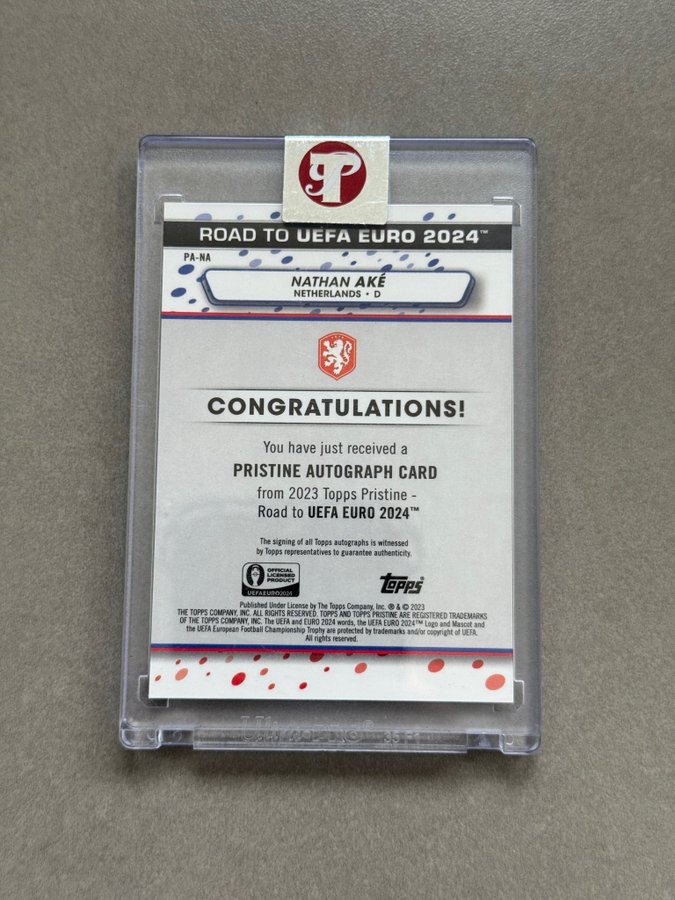 ROAD TO UEFA EURO 2024™
PA-NA
NATHAN AKÉ
NETHERLANDS • D
CONGRATULATIONS!
You have just received a
PRISTINE AUTOGRAPH CARD
from 2023 Topps Pristine -
Road to UEFA EURO 2024™
The signing of all Topps autographs is witnessed
by Topps representatives to guarantee authenticity.
OFFICIAL
LICENSED
PRODUCT
UEFA EURO2024
Topps
Published Under License by The Topps Company, Inc. ® & © 2023
THE TOPPS COMPANY, INC. ALL RIGHTS RESERVED. TOPPS AND TOPPS PRISTINE ARE REGISTERED TRADEMARKS
OF THE TOPPS COMPANY, INC. The UEFA and EURO 2024 words, the UEFA EURO 2024™ Logo and Mascot and
the UEFA European Football Championship Trophy are protected by trademarks and/or copyright of UEFA.
All rights reserved.